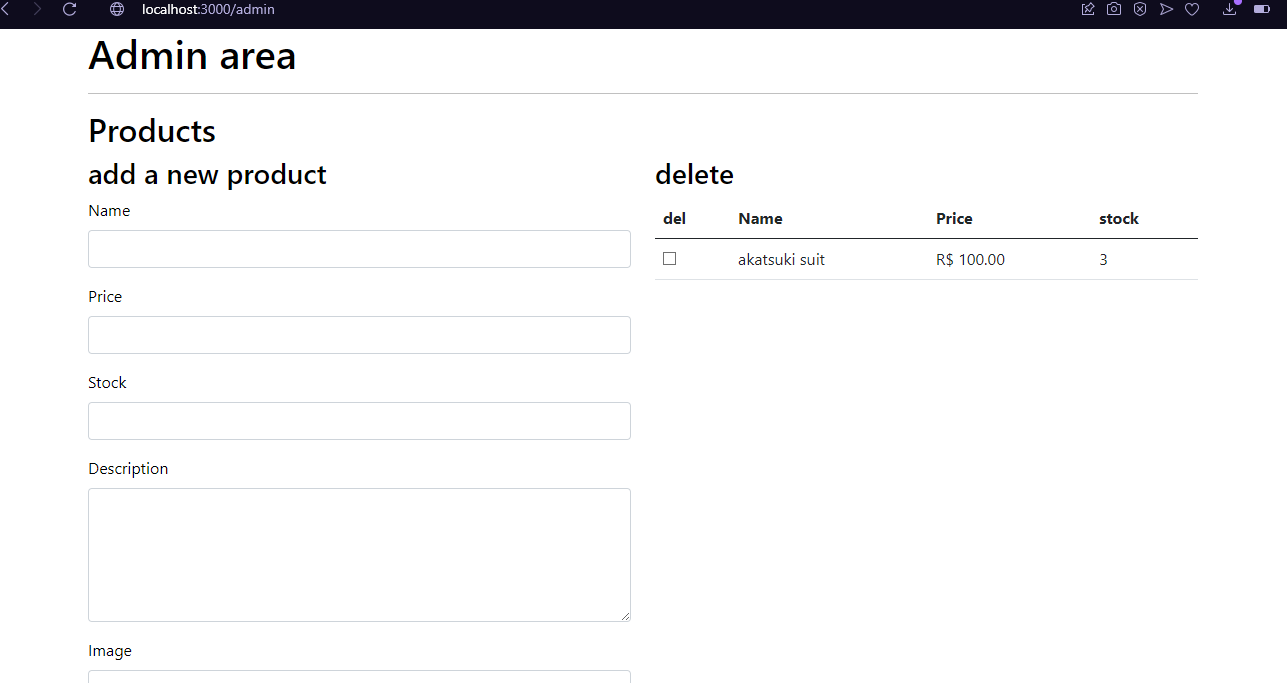 localhost:3000/admin
Admin area
Products
add a new product
Name
Price
Stock
Description
Image
delete
del Name Price stock
akatsuki suit R$ 100.00 3